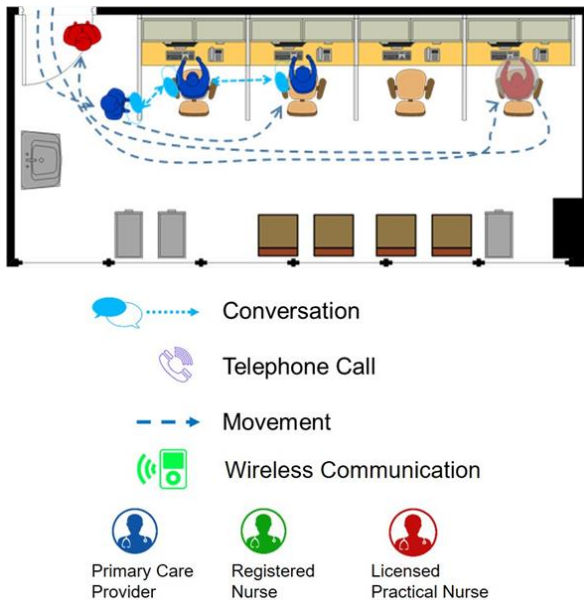 Conversation
Telephone Call
Movement
Wireless Communication
Primary Care
Provider
Registered
Nurse
Licensed
Practical Nurse